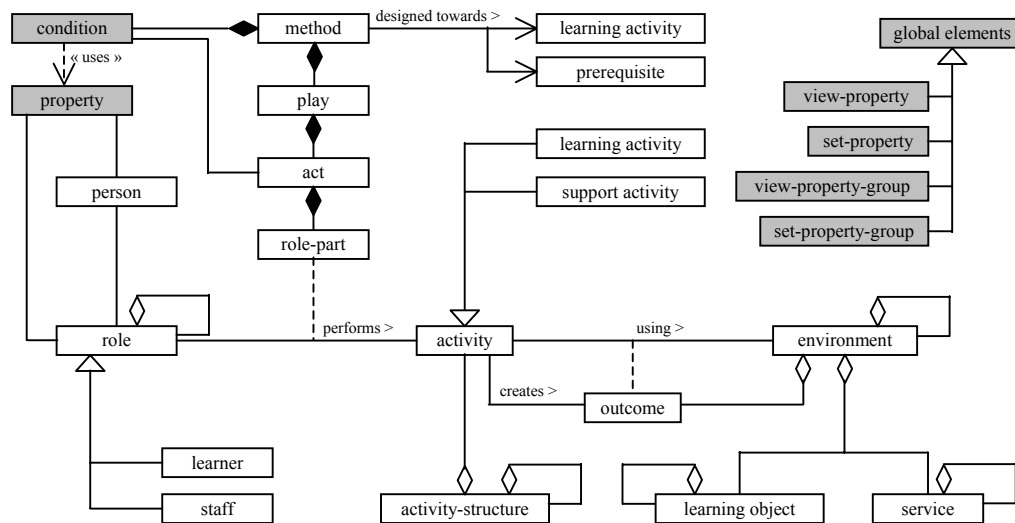 condition
method
designed towards >
learning activity
global elements
« uses »
prerequisite
property
play
view-property
learning activity
set-property
act
person
support activity
view-property-group
role-part
set-property-group
role
performs >
activity
using >
environment
creates >
outcome
learner
staff
activity-structure
learning object
service